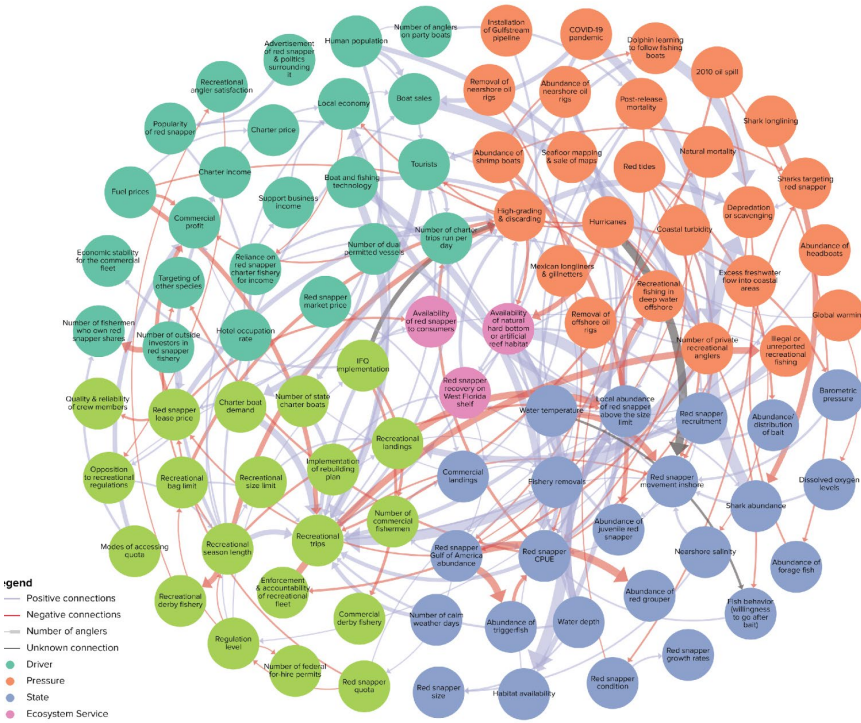 Number of anglers
on party boats
Installation
of Gulfstream
pipeline
COVID-19
pandemic
Human population
Dolphin learning
to follow fishing
boats
Advertisement
of red snapper
& politics
surrounding
it
2010 oil spill
Recreational
angler satisfaction
Removal of
nearshore oil
rigs
Abundance of
nearshore oil
rigs
Local economy
Boat sales
Post-release
mortality
Shark longlining
Popularity
of red snapper
Charter price
Abundance of
shrimp boats
Seafloor mapping
& sale of maps
Natural mortality
Tourists
Red tides
Charter income
Boat and fishing
technology
Sharks targeting
red snapper
Fuel prices
Support business
income
Commercial
profit
High-grading
& discarding
Hurricanes
Depredation
or scavenging
Number of charter
trips run per
day
Coastal turbidity
Number of dual
permitted vessels
Abundance of
headboats
Economic stability
for the commercial
fleet
Reliance on
red snapper
charter fishery
for income
Mexican longliners
& gillnetters
Excess freshwater
flow into coastal
areas
Targeting of
other species
Recreational
fishing in
deep water
offshore
Red snapper
market price
Global warmin
Number of fishermen
who own red
snapper shares
Number of outside
investors in
red snapper
fishery
Hotel occupation
rate
Availability
of red snapper
to consumers
Availability
of natural
hard bottom
or artificial
reef habitat
Removal of
offshore oil
rigs
Number of private
recreational
anglers
Illegal or
unreported
recreational
fishing
IFQ
implementation
Red snapper
recovery on
West Florida
shelf
Barometric
pressure
Quality & reliability
of crew members
Red snapper
lease price
Charter boat
demand
Number of state
charter boats
Water temperature
Local abundance
of red snapper
above the size
limit
Red snapper
recruitment
Abundance/
distribution
of bait
Recreational
landings
Opposition
to recreational
regulations
Recreational
bag limit
Recreational
size limit
Implementation
of rebuilding
plan
Commercial
landings
Fishery removals
Red snapper
movement inshore
Dissolved oxygen
levels
Shark abundance
Number of
commercial
fishermen
Abundance of
juvenile red
snapper
Modes of accessing
quota
Recreational
season length
Recreational
trips
Red snapper
Gulf of America
abundance
Red snapper
CPUE
Nearshore salinity
Abundance of
forage fish
egend
Positive connections
Negative connections
Number of anglers
Unknown connection
Driver
Pressure
State
Ecosystem Service
Recreational
derby fishery
Enforcement
& accountability
of recreational
fleet
Abundance of
red grouper
Fish behavior
(willingness
to go after
bait)
Commercial
derby fishery
Number of calm
weather days
Abundance of
triggerfish
Water depth
Regulation
level
Red snapper
growth rates
Number of federal
for-hire permits
Red snapper
quota
Red snapper
size
Habitat availability
Red snapper
condition